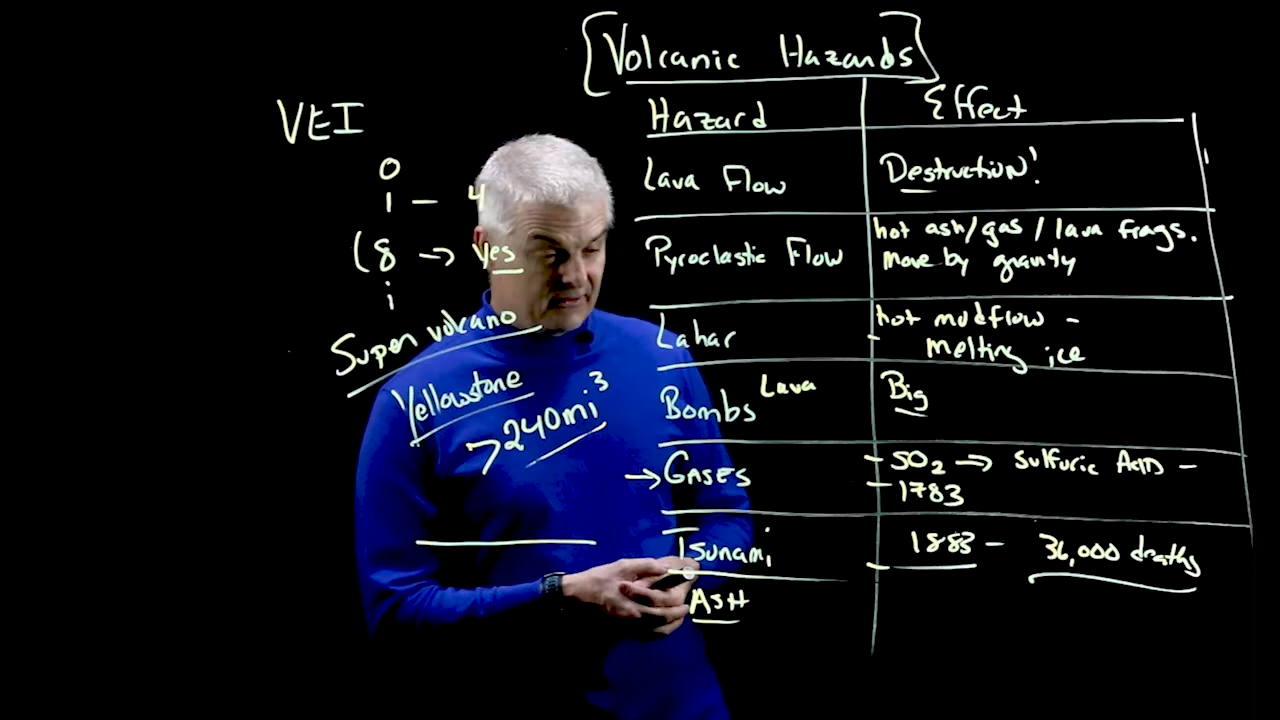 [Volcanic Hazards]
VEI
0
1 — 4
(8 → yes
i
Super volcano
Yellowstone
>240mi³
Hazard Effect
Lava Flow Destruction!
Pyroclastic Flow hot ash/gas/lava frags.
move by gravity
Lahar - hot mudflow -
melting ice
Bombs Lava Big
→ GASES - SO₂ → Sulfuric Acid -
- 1783
Tsunami - 1883 - 36,000 deaths
ASH